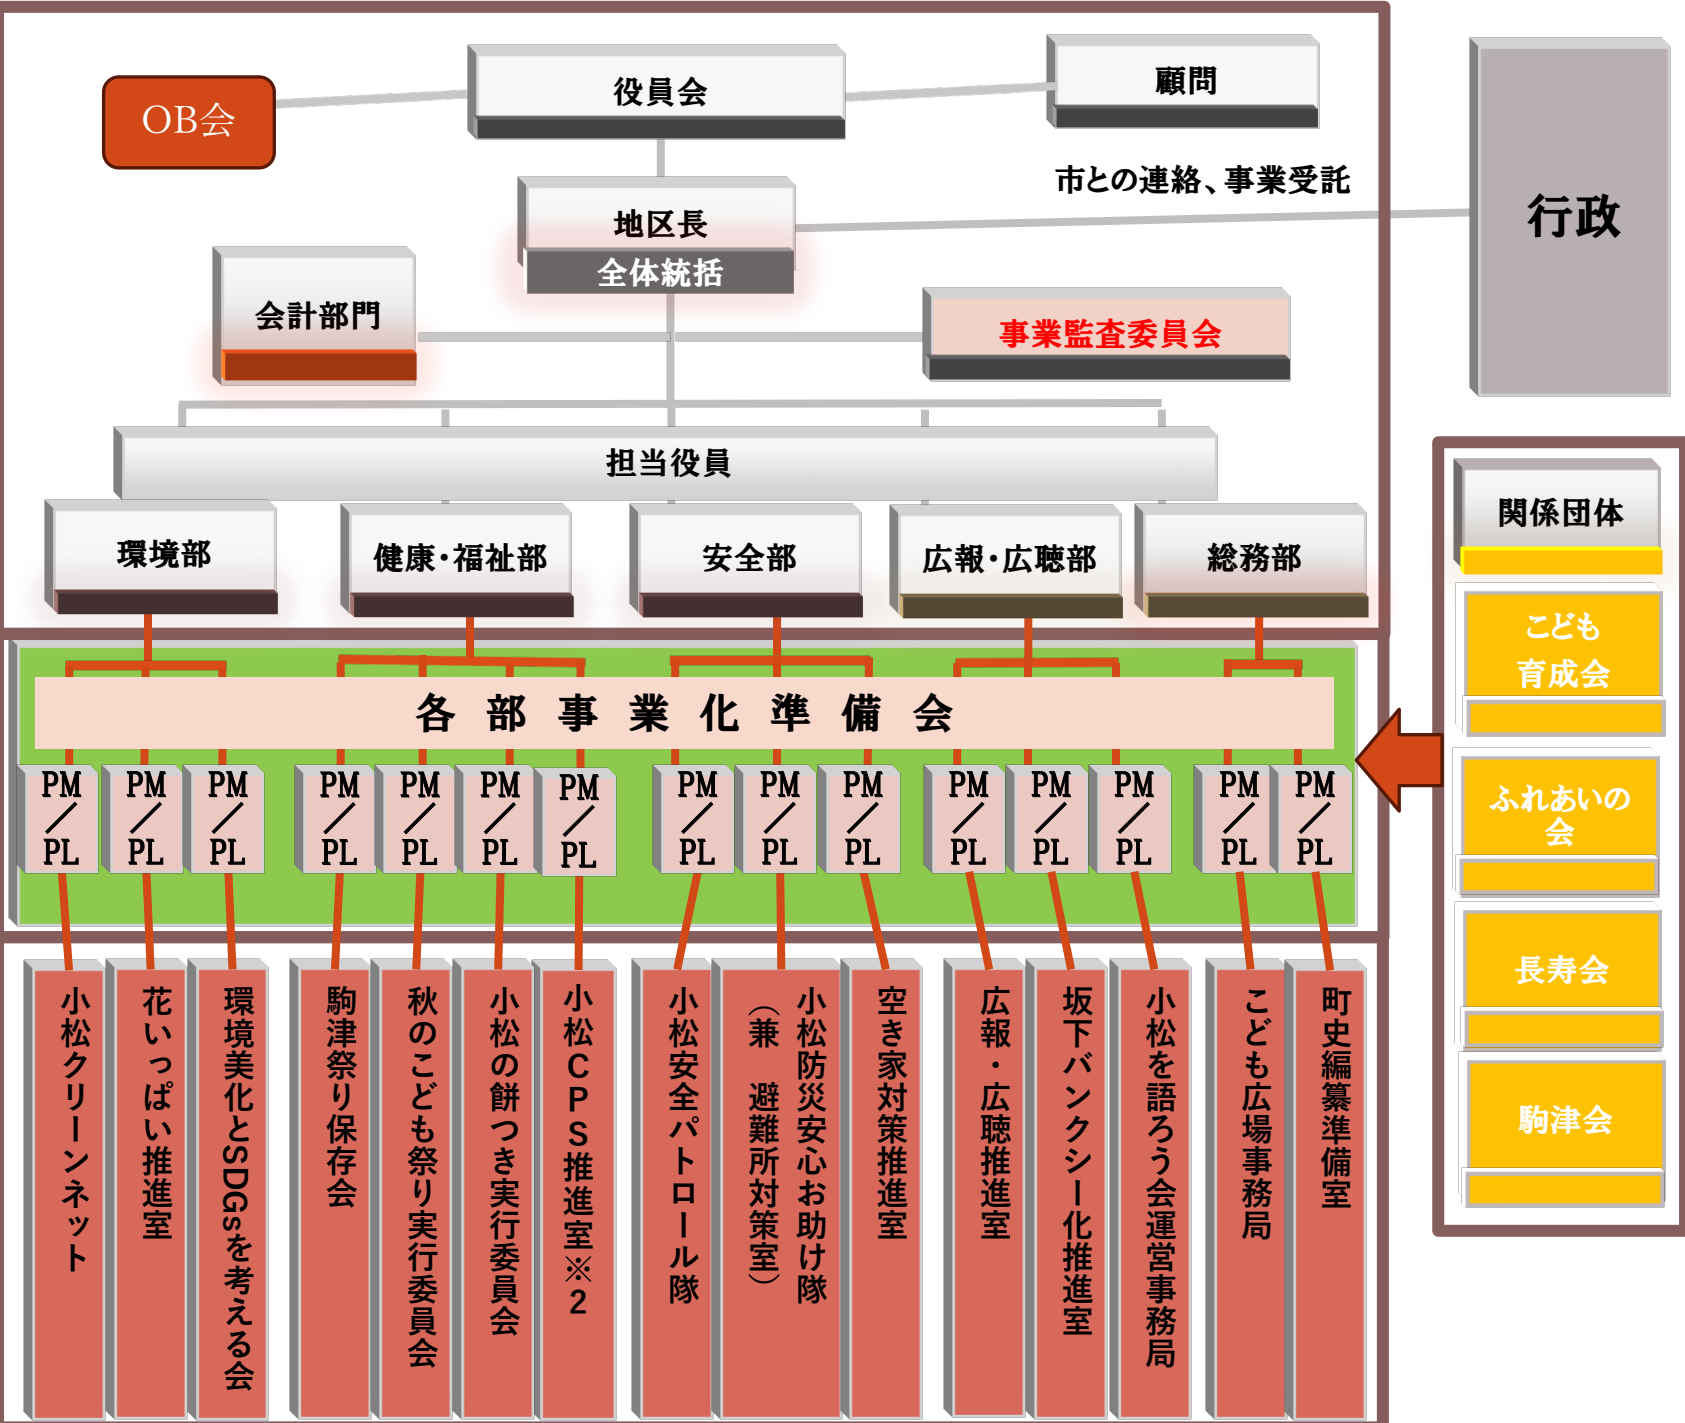 役員会
顧問
OB会
市との連絡、事業受託
地区長
全体統括
行政
会計部門
事業監査委員会
担当役員
環境部
健康・福祉部
安全部
広報・広聴部
総務部
関係団体
こども
育成会
ふれあいの
会
長寿会
駒津会
各部事業化準備会
PM
／
PL
PM
／
PL
PM
／
PL
PM
／
PL
PM
／
PL
PM
／
PL
PM
／
PL
PM
／
PL
PM
／
PL
PM
／
PL
PM
／
PL
PM
／
PL
PM
／
PL
PM
／
PL
PM
／
PL
小松クリーンネット
花いっぱい推進室
環境美化とSDGsを考える会
駒津祭り保存会
秋のこども祭り実行委員会
小松の餅つき実行委員会
小松CPS推進室※2
小松安全パトロール隊
小松防災安心お助け隊
（兼　避難所対策室）
空き家対策推進室
広報・広聴推進室
坂下バンクシー化推進室
小松を語ろう会運営事務局
こども広場事務局
町史編纂準備室